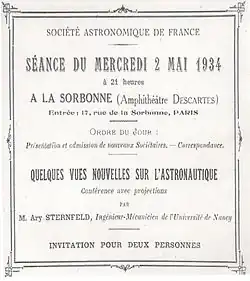 SOCIÉTÉ ASTRONOMIQUE DE FRANCE
SÉANCE DU MERCREDI 2 MAI 1934
à 21 heures
A LA SORBONNE (Amphithéâtre DESCARTES)
Entrée : 17, rue de la Sorbonne, PARIS
ORDRE DU JOUR :
Présentation et admission de nouveaux Sociétaires. — Correspondance.
QUELQUES VUES NOUVELLES SUR L'ASTRONAUTIQUE
Conférence avec projections
PAR
M. Ary STERNFELD, Ingénieur-Mécanicien de l'Université de Nancy
INVITATION POUR DEUX PERSONNES